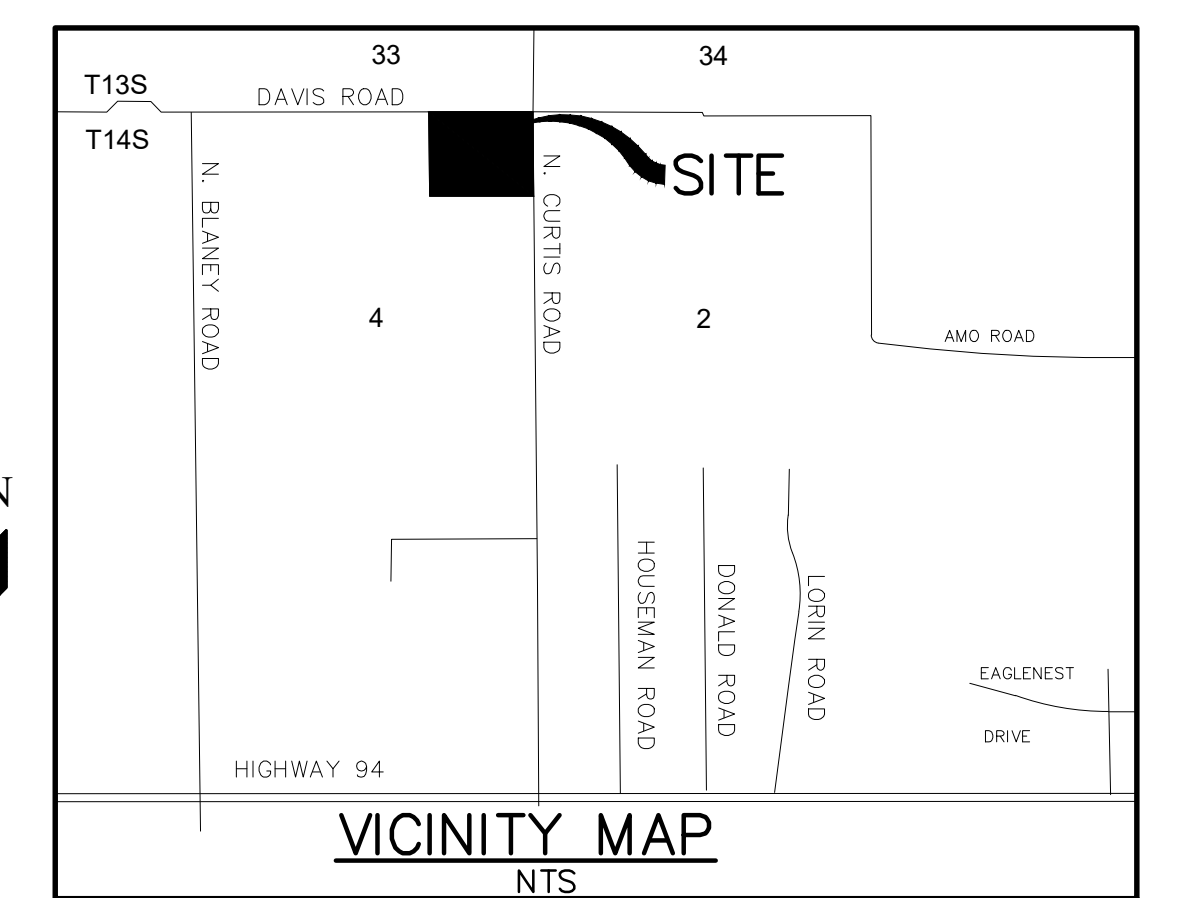 33
34
T13S
DAVIS ROAD
T14S
SITE
N. BLANEY ROAD
N. CURTIS ROAD
4
2
AMO ROAD
N
HOUSEMAN ROAD
DONALD ROAD
LORIN ROAD
EAGLENEST
DRIVE
HIGHWAY 94
VICINITY MAP
NTS